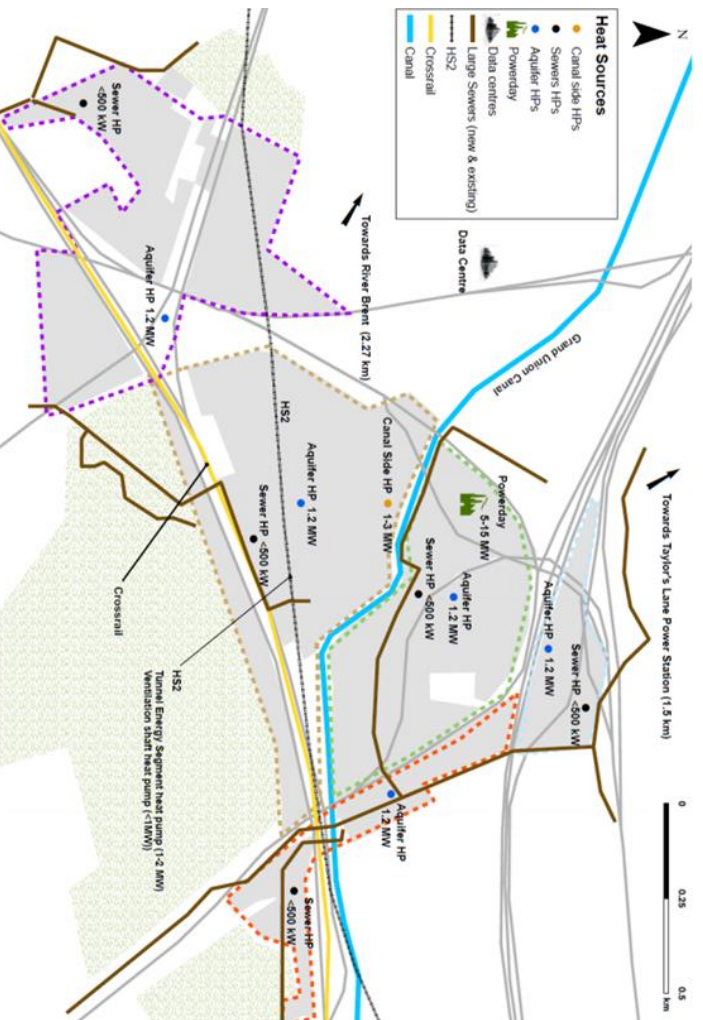 N
Heat Sources
Canal side HPs
Sewers HPs
Aquifer HPs
Powerday
Data centres
Large Sewers (new & existing)
HS2
Crossrail
Canal
Towards Taylor's Lane Power Station (1.5 km)
0
0.25
0.5
km
Data Centre
Grand Union Canal
Towards River Brent (2.27 km)
Powerday
5-15 MW
Aquifer HP
1.2 MW
Sewer HP
<500 kW
Aquifer HP
1.2 MW
Sewer HP
<500 kW
Canal Side HP
1-3 MW
Aquifer HP
1.2 MW
Sewer HP <500 kW
HS2
Aquifer HP 1.2 MW
Sewer HP
<500 kW
Aquifer HP
1.2 MW
Sewer HP
<500 kW
Crossrail
HS2
Tunnel Energy Segment heat pump (1-2 MW)
Ventilation shaft heat pump (<1MW))